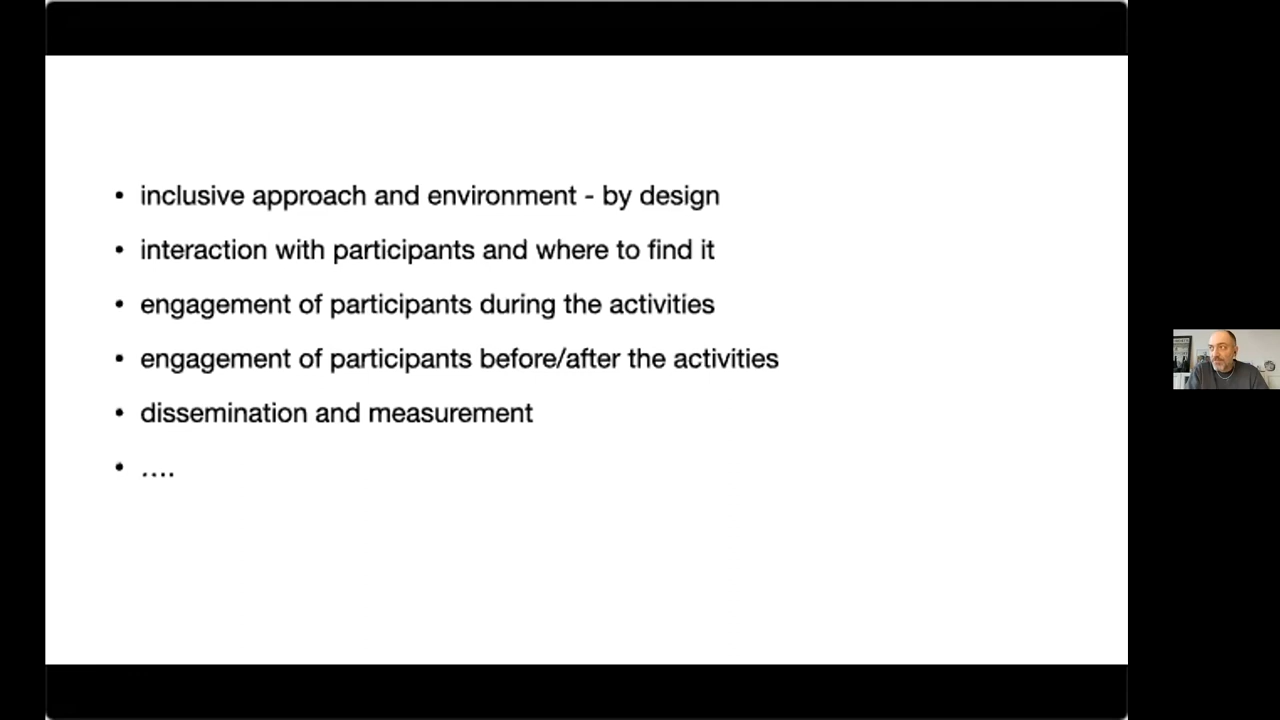 • inclusive approach and environment - by design
• interaction with participants and where to find it
• engagement of participants during the activities
• engagement of participants before/after the activities
• dissemination and measurement
• ....